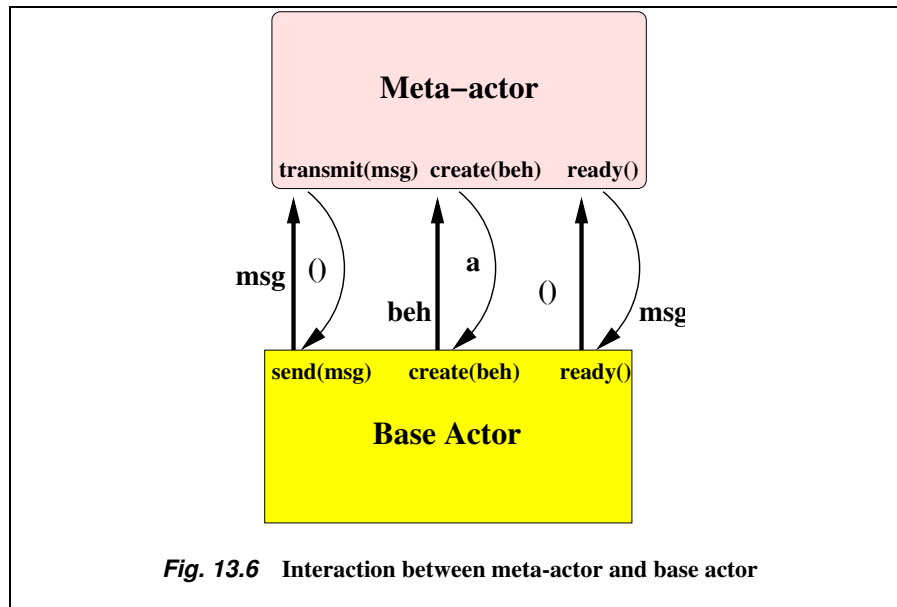 Meta-actor
transmit(msg) create(beh) ready()
msg () a () msg
beh
send(msg) create(beh) ready()
Base Actor
Fig. 13.6 Interaction between meta-actor and base actor